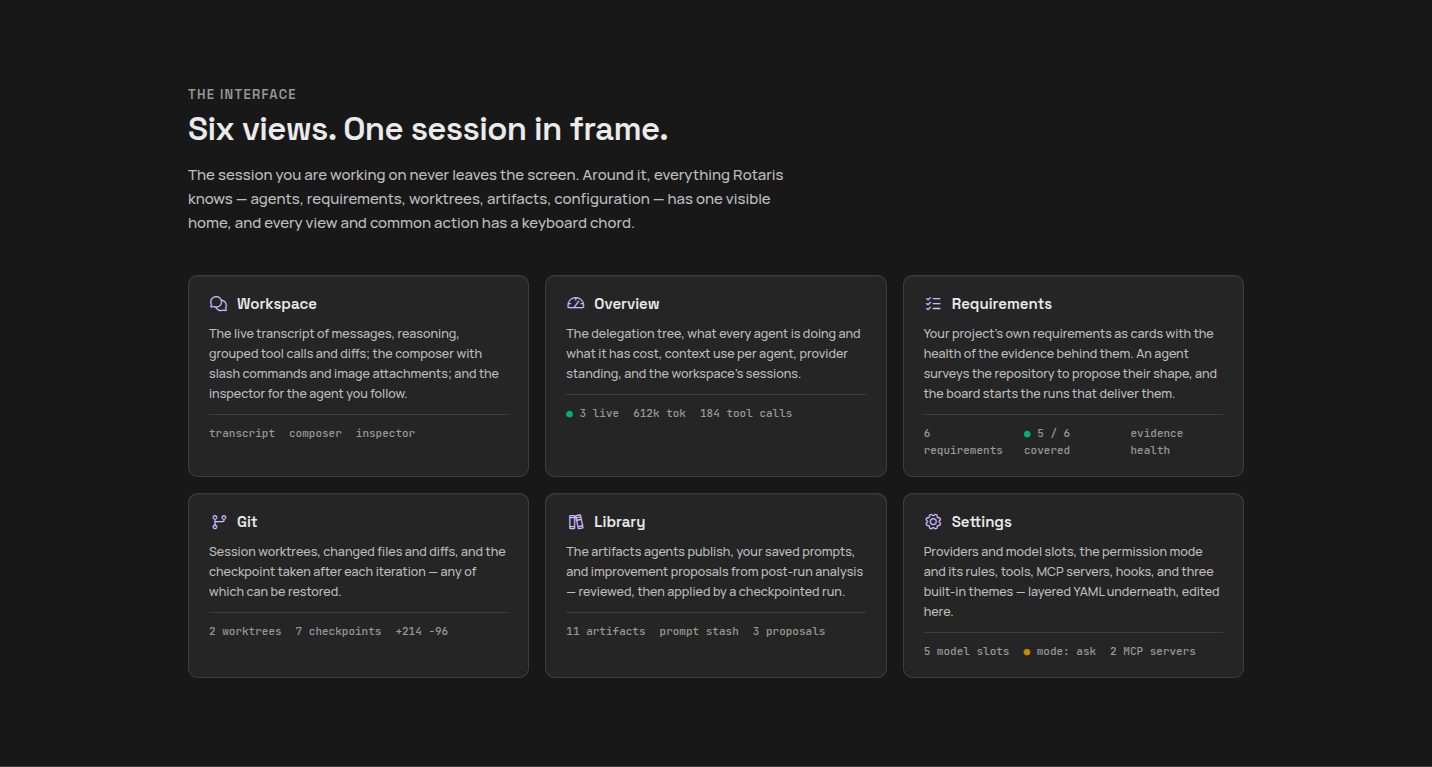 THE INTERFACE
Six views. One session in frame.
The session you are working on never leaves the screen. Around it, everything Rotaris
knows — agents, requirements, worktrees, artifacts, configuration — has one visible
home, and every view and common action has a keyboard chord.
Workspace
The live transcript of messages, reasoning,
grouped tool calls and diffs; the composer with
slash commands and image attachments; and the
inspector for the agent you follow.
transcript composer inspector
Overview
The delegation tree, what every agent is doing and
what it has cost, context use per agent, provider
standing, and the workspace's sessions.
3 live 612k tok 184 tool calls
Requirements
Your project's own requirements as cards with the
health of the evidence behind them. An agent
surveys the repository to propose their shape, and
the board starts the runs that deliver them.
6 requirements
5 / 6 covered
evidence health
Git
Session worktrees, changed files and diffs, and the
checkpoint taken after each iteration — any of
which can be restored.
2 worktrees 7 checkpoints +214 -96
Library
The artifacts agents publish, your saved prompts,
and improvement proposals from post-run analysis
— reviewed, then applied by a checkpointed run.
11 artifacts prompt stash 3 proposals
Settings
Providers and model slots, the permission mode
and its rules, tools, MCP servers, hooks, and three
built-in themes — layered YAML underneath, edited
here.
5 model slots mode: ask 2 MCP servers